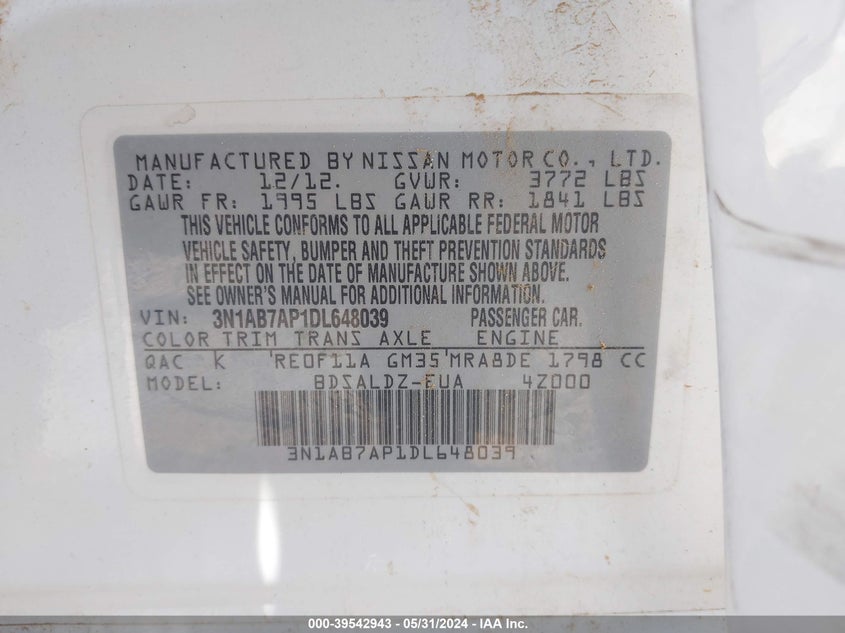 MANUFACTURED BY NISSAN MOTOR CO., LTD.
DATE: 12/12. GVWR: 3772 LBS
GAWR FR: 1995 LBS GAWR RR: 1841 LBS
THIS VEHICLE CONFORMS TO ALL APPLICABLE FEDERAL MOTOR
VEHICLE SAFETY, BUMPER AND THEFT PREVENTION STANDARDS
IN EFFECT ON THE DATE OF MANUFACTURE SHOWN ABOVE.
SEE OWNER'S MANUAL FOR ADDITIONAL INFORMATION.
VIN: 3N1AB7AP1DL648039 PASSENGER CAR.
COLOR TRIM TRANS AXLE ENGINE
QAC K RE0F11A GM35 MRA8DE 1798 CC
MODEL: BDSALDZ-EUA 4Z000
3N1AB7AP1DL648039
000-39542943 - 05/31/2024 - IAA Inc.